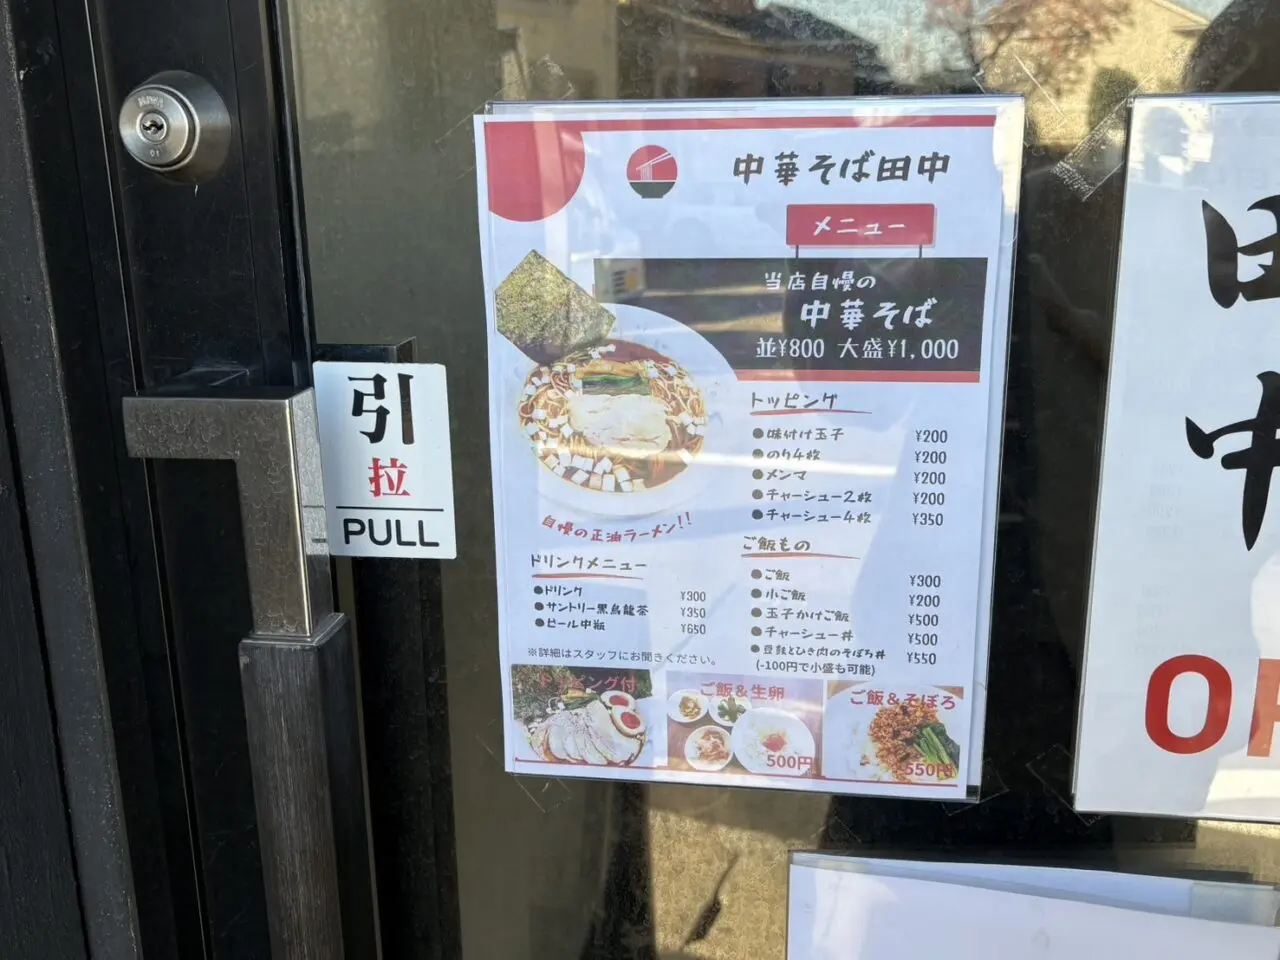 引
拉
PULL
中華そば田中
メニュー
当店自慢の
中華そば
並¥800 大盛¥1,000
トッピング
●味付け玉子 ¥200
●のり4枚 ¥200
●メンマ ¥200
●チャーシュー2枚 ¥200
●チャーシュー4枚 ¥350
自慢の正油ラーメン!!
ご飯もの
●ご飯 ¥300
●小ご飯 ¥200
●玉子かけご飯 ¥500
●チャーシュー丼 ¥500
●豆鼓とひき肉のそぼろ丼 ¥550
(-100円で小盛も可能)
ドリンクメニュー
●ドリンク ¥300
●サントリー黒烏龍茶 ¥350
●ビール中瓶 ¥650
※詳細はスタッフにお聞きください。
トッピング付
ご飯&生卵
500円
ご飯&そぼろ
550円
田中